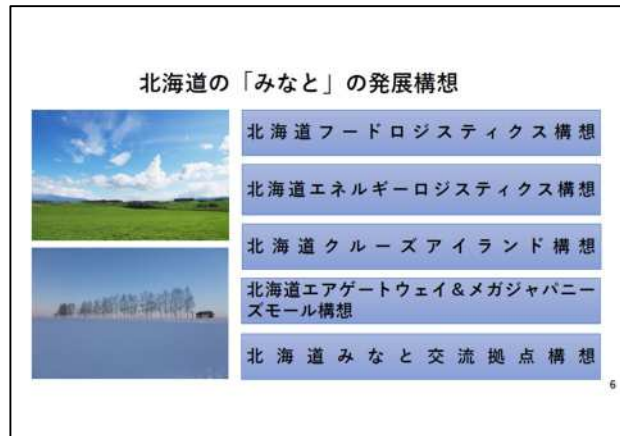 北海道の「みなと」の発展構想
北海道フードロジスティクス構想
北海道エネルギーロジスティクス構想
北海道クルーズアイランド構想
北海道エアゲートウェイ＆メガジャパニー
ズモール構想
北海道みなと交流拠点構想
6